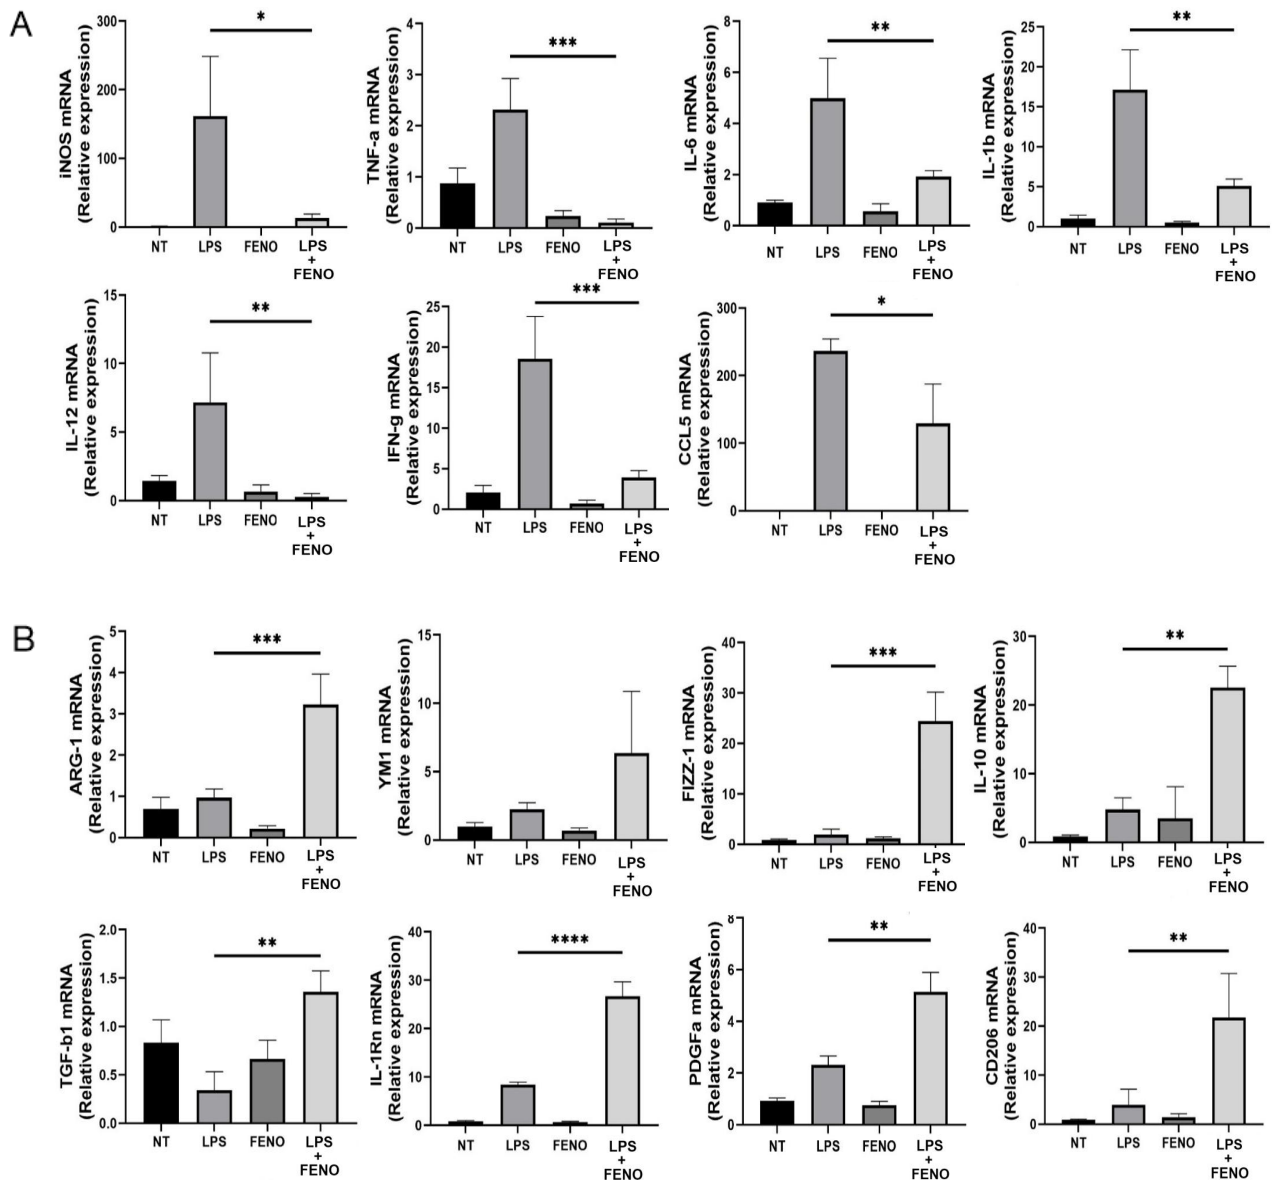 A
iNOS mRNA
(Relative expression)
300
200
100
0
*
NT
LPS
FENO
LPS
+
FENO
TNF-a mRNA
(Relative expression)
4
3
2
1
0
***
NT
LPS
FENO
LPS
+
FENO
IL-6 mRNA
(Relative expression)
8
6
4
2
0
**
NT
LPS
FENO
LPS
+
FENO
IL-1b mRNA
(Relative expression)
25
20
15
10
5
0
**
NT
LPS
FENO
LPS
+
FENO
IL-12 mRNA
(Relative expression)
15
10
5
0
**
NT
LPS
FENO
LPS
+
FENO
IFN-g mRNA
(Relative expression)
25
20
15
10
5
0
***
NT
LPS
FENO
LPS
+
FENO
CCL5 mRNA
(Relative expression)
300
200
100
0
*
NT
LPS
FENO
LPS
+
FENO
B
ARG-1 mRNA
(Relative expression)
5
4
3
2
1
0
***
NT
LPS
FENO
LPS
+
FENO
YM1 mRNA
(Relative expression)
15
10
5
0
NT
LPS
FENO
LPS
+
FENO
FIZZ-1 mRNA
(Relative expression)
40
30
20
10
0
***
NT
LPS
FENO
LPS
+
FENO
IL-10 mRNA
(Relative expression)
30
20
10
0
**
NT
LPS
FENO
LPS
+
FENO
TGF-b1 mRNA
(Relative expression)
2.0
1.5
1.0
0.5
0.0
**
NT
LPS
FENO
LPS
+
FENO
IL-1Rn mRNA
(Relative expression)
40
30
20
10
0
****
NT
LPS
FENO
LPS
+
FENO
PDGFa mRNA
(Relative expression)
8
6
4
2
0
**
NT
LPS
FENO
LPS
+
FENO
CD206 mRNA
(Relative expression)
40
30
20
10
0
**
NT
LPS
FENO
LPS
+
FENO